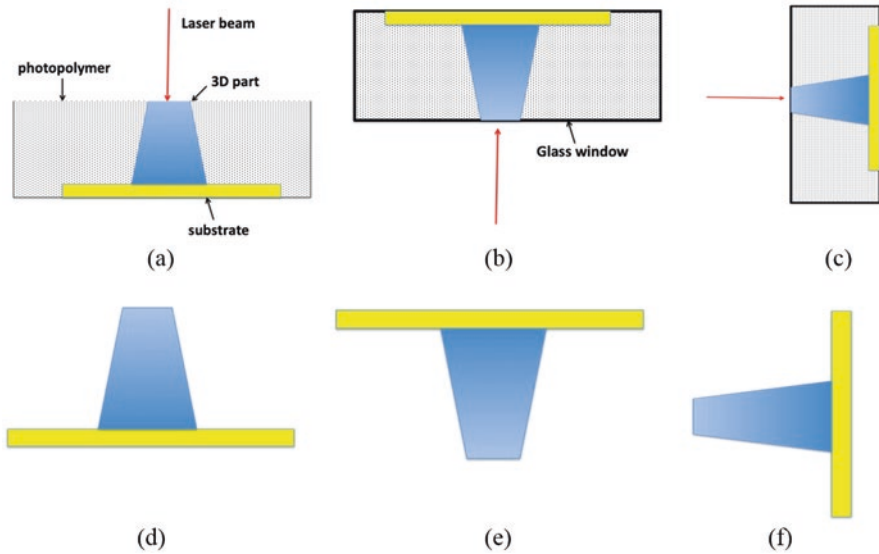 Laser beam
photopolymer
3D part
substrate
(a)
Glass window
(b)
(c)
(d)
(e)
(f)